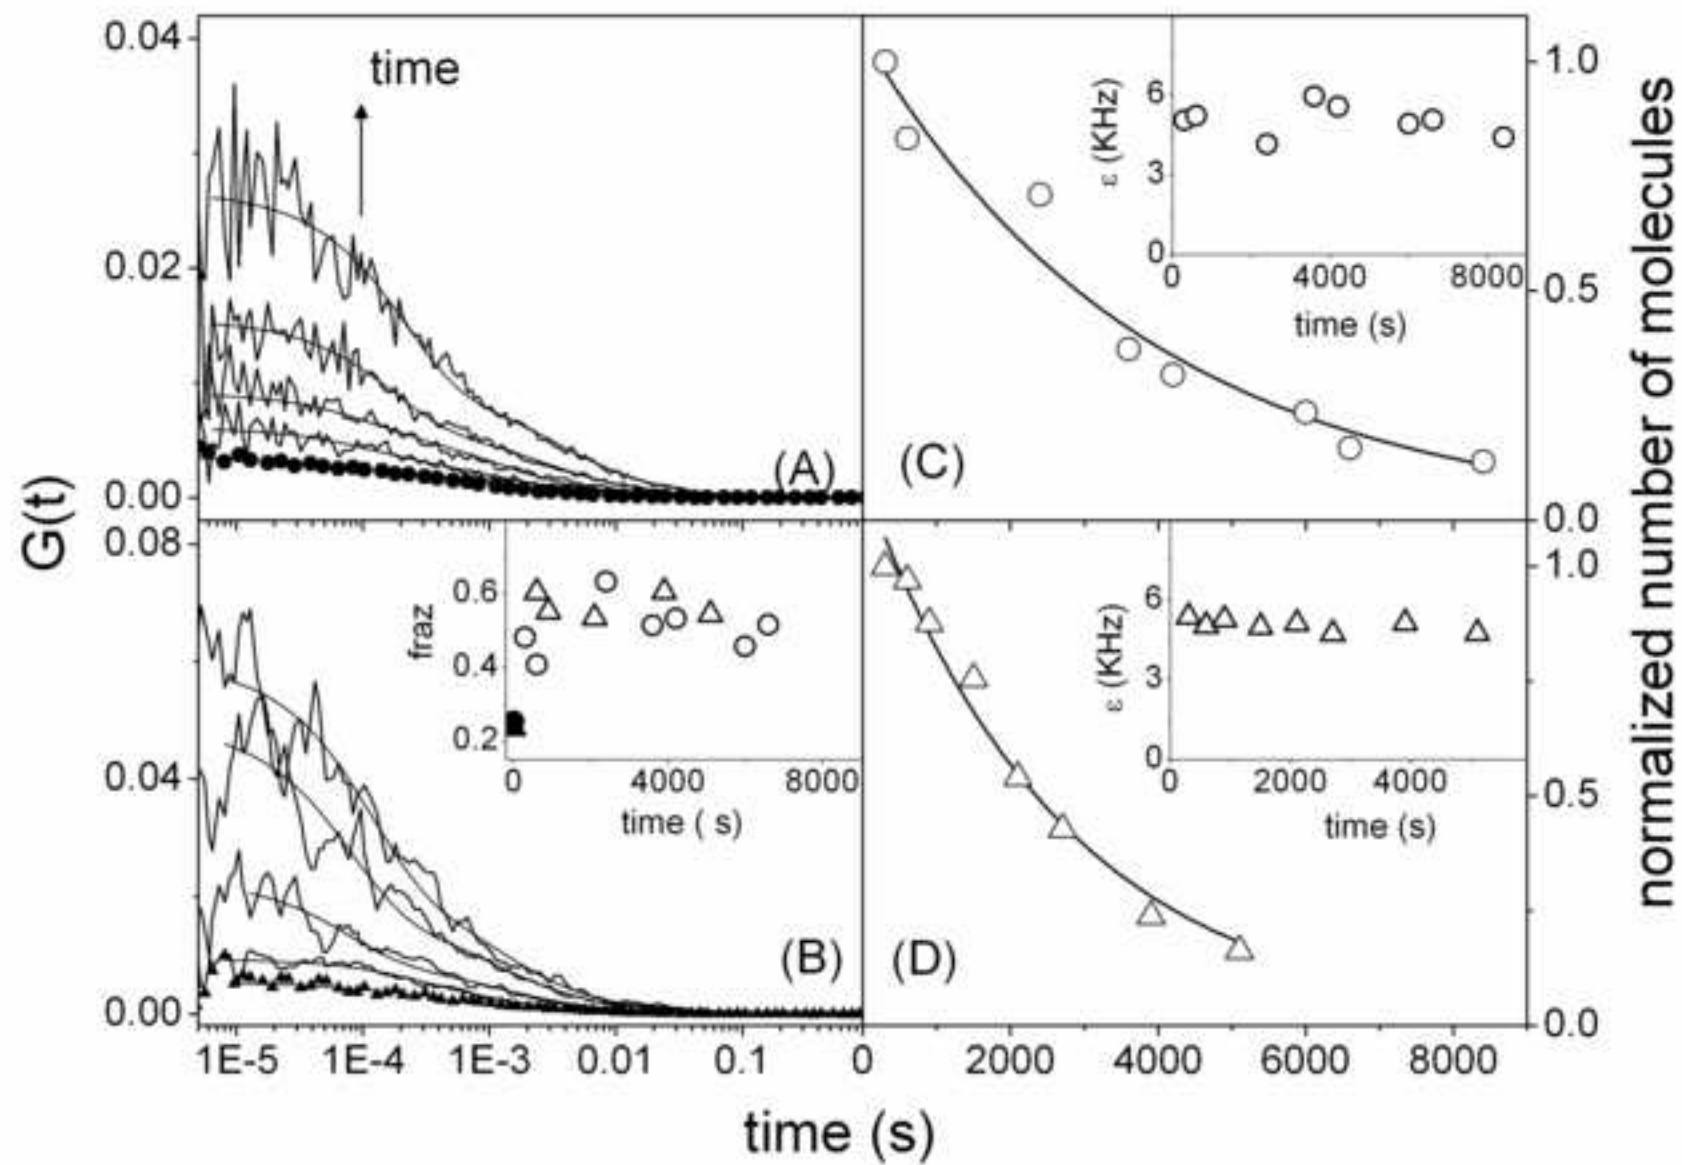 G(t)
0.04
0.02
0.00
time
(A)
(C)
1.0
0.5
0.0
ε (KHz)
6
3
0
0 4000 8000
time (s)
normalized number of molecules
0.08
0.04
0.00
(B)
fraz
0.6
0.4
0.2
0 4000 8000
time ( s)
(D)
1.0
0.5
0.0
ε (KHz)
6
3
0
0 2000 4000
time (s)
1E-5 1E-4 1E-3 0.01 0.1 0 2000 4000 6000 8000
time (s)